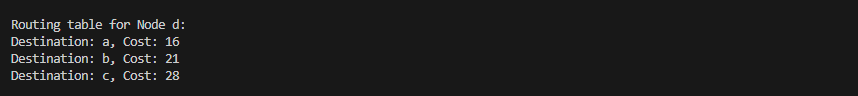 Routing table for Node d:
Destination: a, Cost: 16
Destination: b, Cost: 21
Destination: c, Cost: 28